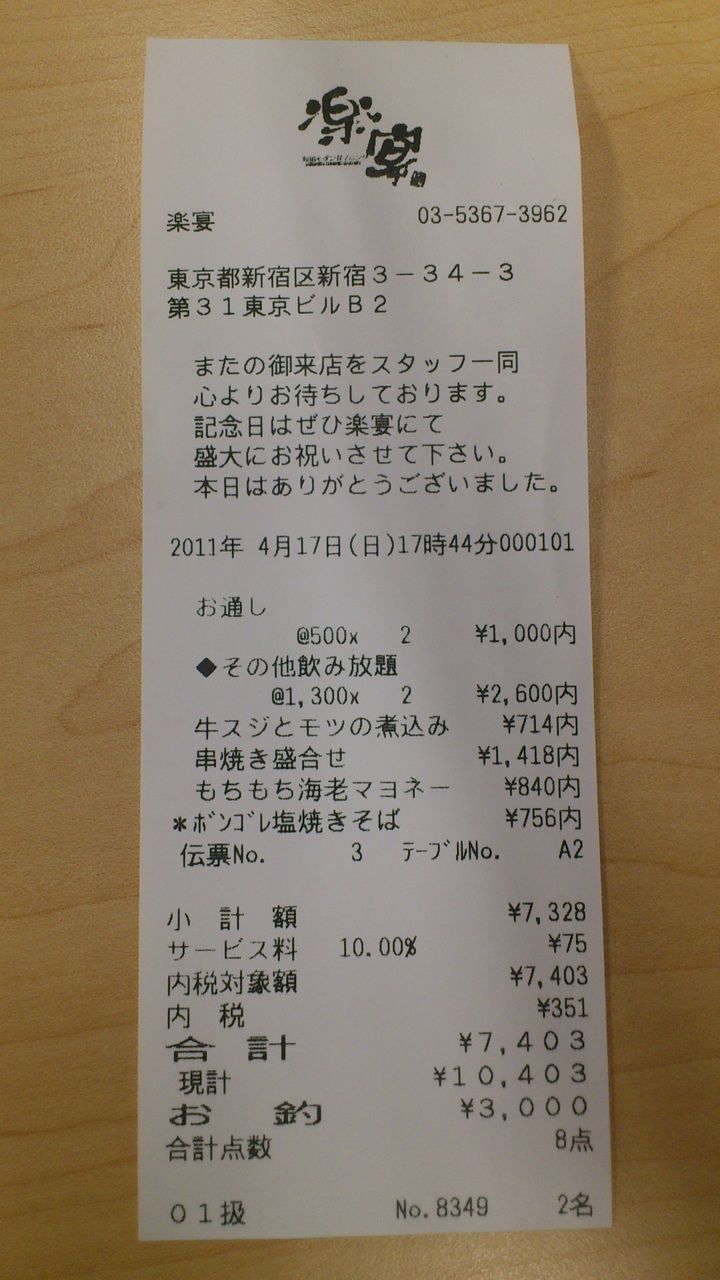 楽宴
楽宴 03-5367-3962
東京都新宿区新宿3-34-3
第31東京ビルB2
またの御来店をスタッフ一同
心よりお待ちしております。
記念日はぜひ楽宴にて
盛大にお祝いさせて下さい。
本日はありがとうございました。
2011年 4月17日(日)17時44分000101
お通し
@500x 2 ¥1,000内
◆その他飲み放題
@1,300x 2 ¥2,600内
牛スジとモツの煮込み ¥714内
串焼き盛合せ ¥1,418内
もちもち海老マヨネー ¥840内
*ボンゴレ塩焼きそば ¥756内
伝票No. 3 テーブルNo. A2
小 計 額 ¥7,328
サービス料 10.00% ¥75
内税対象額 ¥7,403
内 税 ¥351
合 計 ¥7,403
現計 ¥10,403
お 釣 ¥3,000
合計点数 8点
01扱 No.8349 2名